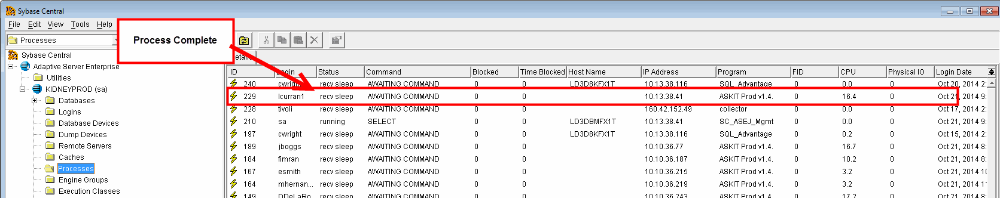 Sybase Central
File Edit View Tools Help
Processes
Process Complete
Sybase Central
Adaptive Server Enterprise
Utilities
KIDNEYPROD (sa)
Databases
Logins
Database Devices
Dump Devices
Remote Servers
Caches
Processes
Engine Groups
Execution Classes
ID Login Status Command Blocked Time Blocked Host Name IP Address Program FID CPU Physical IO Login Date
240 cwright recv sleep AWAITING COMMAND 0 0 LD3D8KFX1T 10.13.38.116 SQL_Advantage 0 0.0 0 Oct 20, 2014 2:
229 lcurran1 recv sleep AWAITING COMMAND 0 0 10.13.38.41 ASKIT Prod v1.4. 0 16.4 0 Oct 21, 2014 9:
228 tivoli recv sleep AWAITING COMMAND 0 0 160.42.152.49 collector 0 0.0 0 Oct 17, 2014 2:
210 sa running SELECT 0 0 LD3DBMFX1T 10.13.38.41 SC_ASEJ_Mgmt 0 0.0 0 Oct 21, 2014 9:
197 cwright recv sleep AWAITING COMMAND 0 0 LD3D8KFX1T 10.13.38.116 SQL_Advantage 0 0.2 0 Oct 15, 2014 2:
189 jboggs recv sleep AWAITING COMMAND 0 0 10.10.36.77 ASKIT Prod v1.4. 0 16.7 0 Oct 21, 2014 8:
184 fimran recv sleep AWAITING COMMAND 0 0 10.10.36.187 ASKIT Prod v1.4. 0 10.2 0 Oct 21, 2014 8:
167 esmith recv sleep AWAITING COMMAND 0 0 10.10.36.215 ASKIT Prod v1.4. 0 3.2 0 Oct 21, 2014 10
164 mhernan... recv sleep AWAITING COMMAND 0 0 10.10.36.219 ASKIT Prod v1.4. 0 3.2 0 Oct 21, 2014 11
149 DDeLaRo... recv sleep AWAITING COMMAND 0 0 10.10.36.243 ASKIT Prod v1.4. 0 17.2 0 Oct 21, 2014 8: